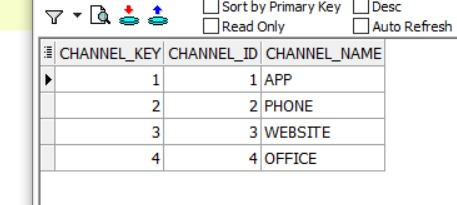 Sort by Primary Key Desc
Read Only Auto Refresh
CHANNEL_KEY CHANNEL_ID CHANNEL_NAME
1 1 APP
2 2 PHONE
3 3 WEBSITE
4 4 OFFICE